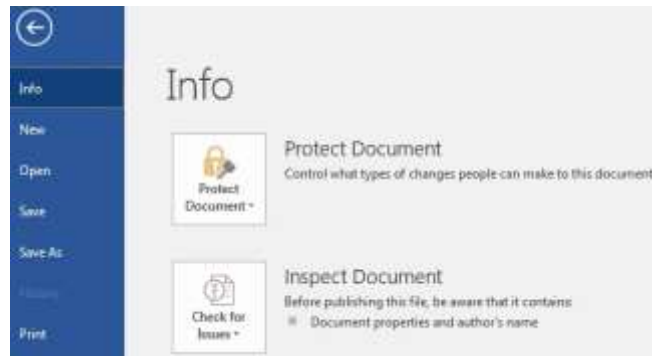 Info
New
Open
Save
Save As
Print
Info
Protect Document
Control what types of changes people can make to this document
Protect
Document
Inspect Document
Before publishing this file, be aware that it contains
Document properties and author's name
Check for
Issues